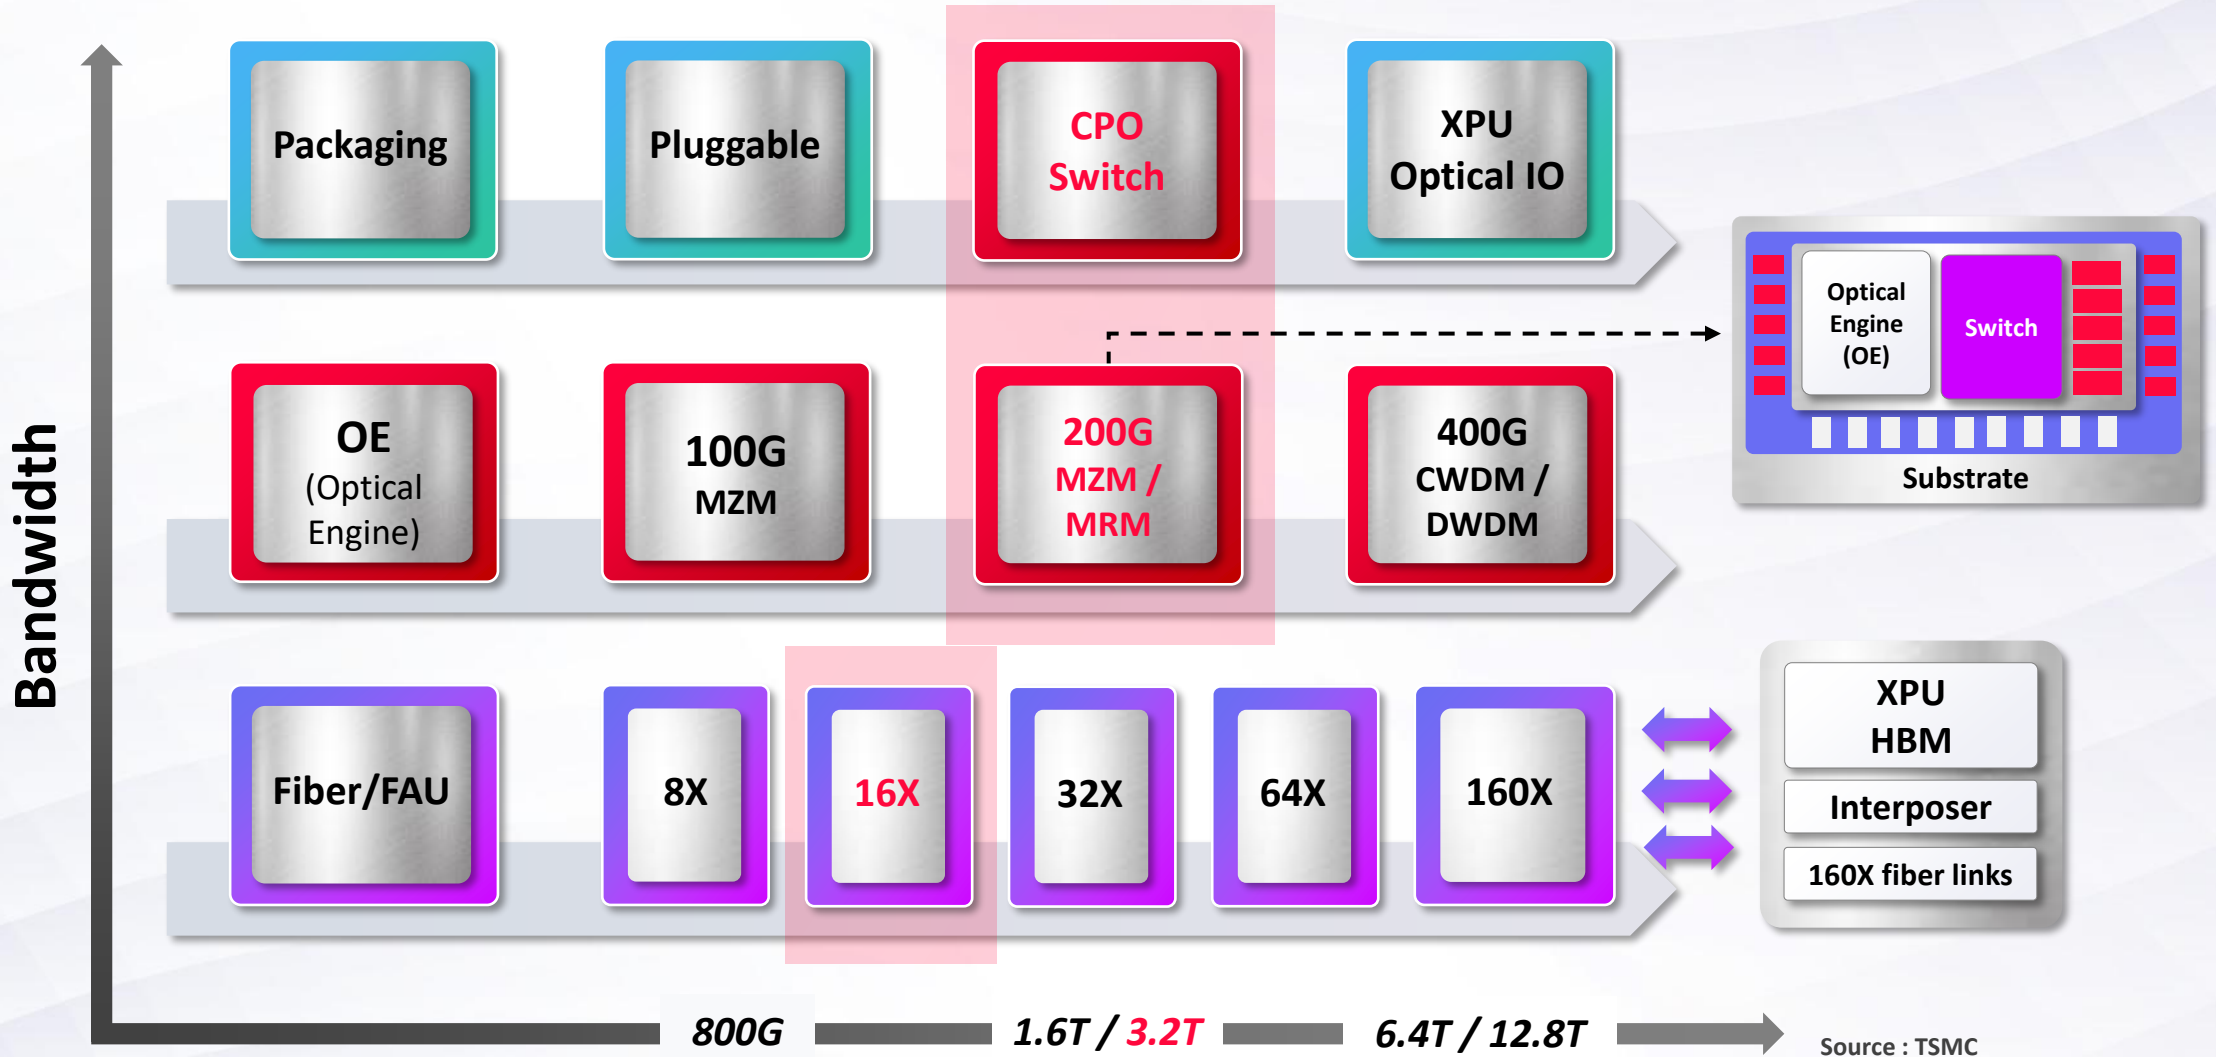 Bandwidth
Packaging
Pluggable
CPO
Switch
XPU
Optical IO
OE
(Optical
Engine)
100G
MZM
200G
MZM /
MRM
400G
CWDM /
DWDM
Optical
Engine
(OE)
Switch
Substrate
Fiber/FAU
8X
16X
32X
64X
160X
XPU
HBM
Interposer
160X fiber links
800G
1.6T / 3.2T
6.4T / 12.8T
Source : TSMC